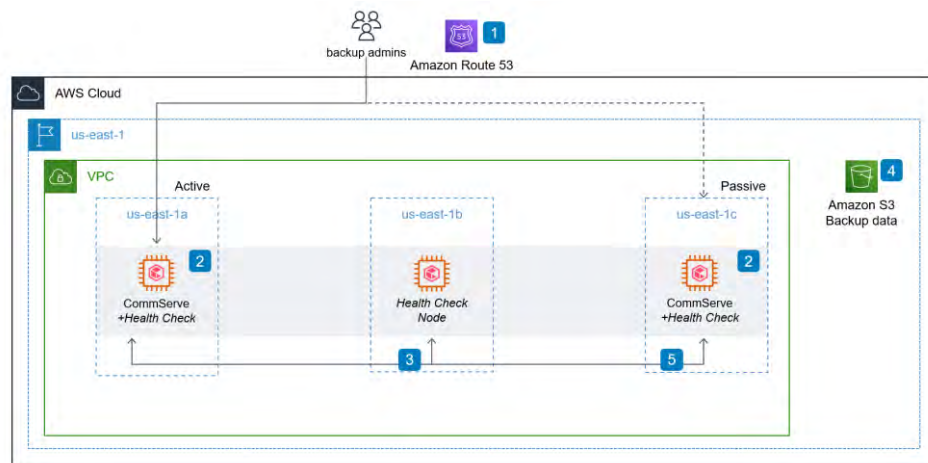 1
backup admins
Amazon Route 53
AWS Cloud
us-east-1
VPC
Active
Passive
4
us-east-1a
us-east-1b
us-east-1c
Amazon S3
Backup data
2
2
CommServe
+Health Check
Health Check
Node
CommServe
+Health Check
3
5